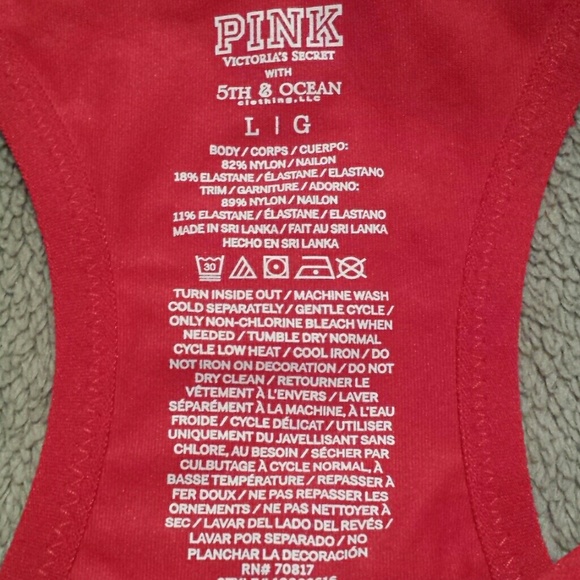 PINK
VICTORIA'S SECRET
WITH
5TH & OCEAN
clothing, LLC
L | G
BODY / CORPS / CUERPO:
82% NYLON / NAILON
18% ELASTANE / ÉLASTANE / ELASTANO
TRIM / GARNITURE / ADORNO:
89% NYLON / NAILON
11% ELASTANE / ÉLASTANE / ELASTANO
MADE IN SRI LANKA / FAIT AU SRI LANKA
HECHO EN SRI LANKA
30
TURN INSIDE OUT / MACHINE WASH
COLD SEPARATELY / GENTLE CYCLE /
ONLY NON-CHLORINE BLEACH WHEN
NEEDED / TUMBLE DRY NORMAL
CYCLE LOW HEAT / COOL IRON / DO
NOT IRON ON DECORATION / DO NOT
DRY CLEAN / RETOURNER LE
VÊTEMENT À L'ENVERS / LAVER
SÉPARÉMENT À LA MACHINE, À L'EAU
FROIDE / CYCLE DÉLICAT / UTILISER
UNIQUEMENT DU JAVELLISANT SANS
CHLORE, AU BESOIN / SÉCHER PAR
CULBUTAGE À CYCLE NORMAL, À
BASSE TEMPÉRATURE / REPASSER À
FER DOUX / NE PAS REPASSER LES
ORNEMENTS / NE PAS NETTOYER À
SEC / LAVAR DEL LADO DEL REVÉS /
LAVAR POR SEPARADO / NO
PLANCHAR LA DECORACIÓN
RN# 70817